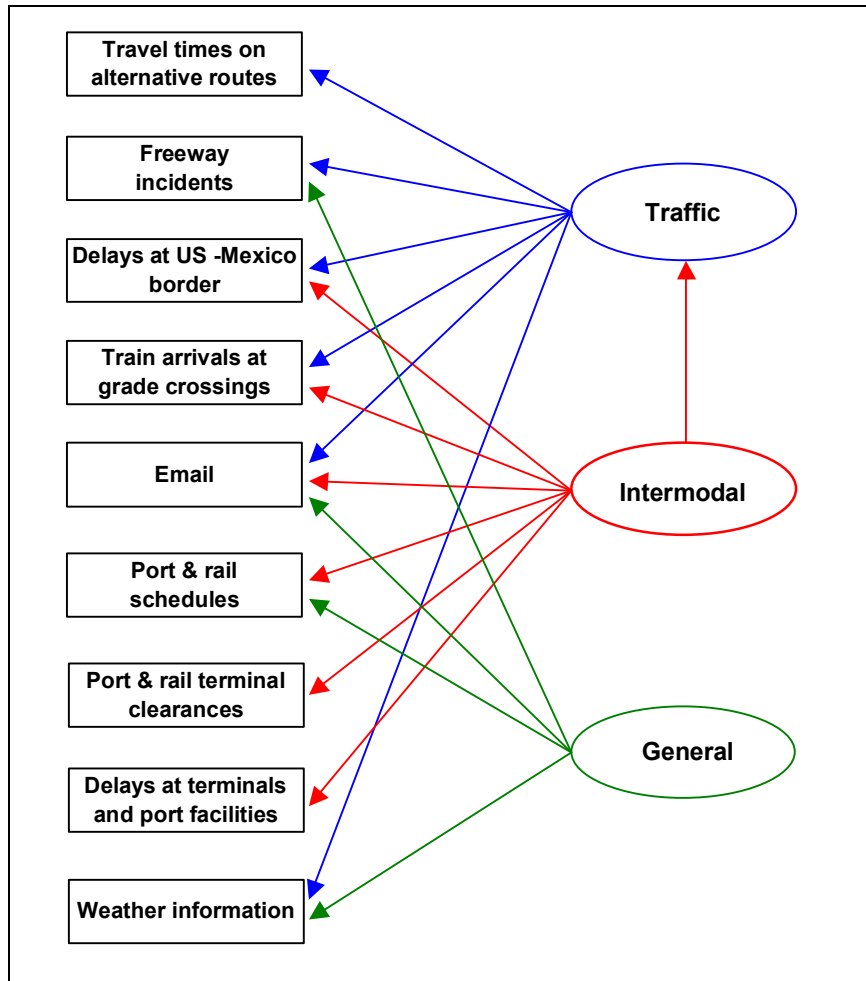 Travel times on
alternative routes
Freeway
incidents
Delays at US -Mexico
border
Train arrivals at
grade crossings
Email
Port & rail
schedules
Port & rail terminal
clearances
Delays at terminals
and port facilities
Weather information
Traffic
Intermodal
General